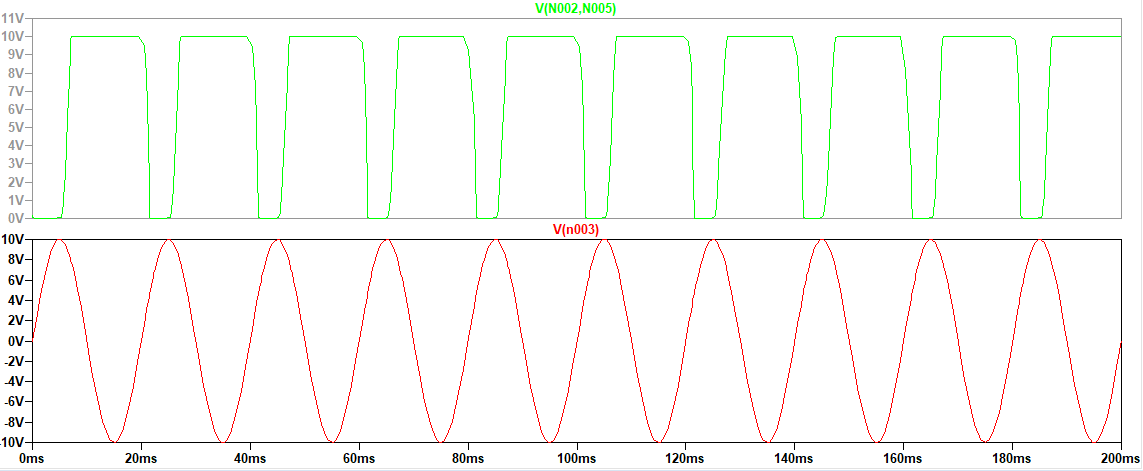 V(N002,N005)
11V
10V
9V
8V
7V
6V
5V
4V
3V
2V
1V
0V
V(n003)
10V
8V
6V
4V
2V
0V
-2V
-4V
-6V
-8V
-10V
0ms 20ms 40ms 60ms 80ms 100ms 120ms 140ms 160ms 180ms 200ms